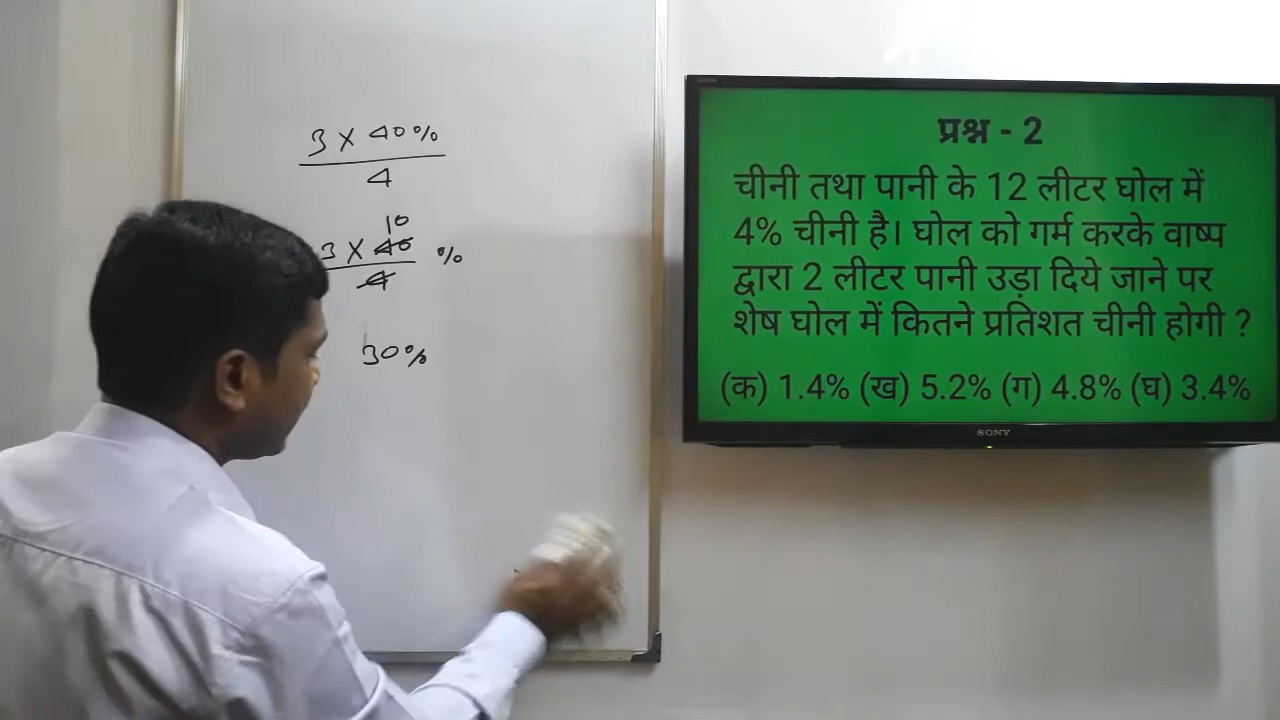 3 × 40%
4
10
3 × 40 %
4
30%
प्रश्न - 2
चीनी तथा पानी के 12 लीटर घोल में
4% चीनी है। घोल को गर्म करके वाष्प
द्वारा 2 लीटर पानी उड़ा दिये जाने पर
शेष घोल में कितने प्रतिशत चीनी होगी ?
(क) 1.4% (ख) 5.2% (ग) 4.8% (घ) 3.4%
SONY